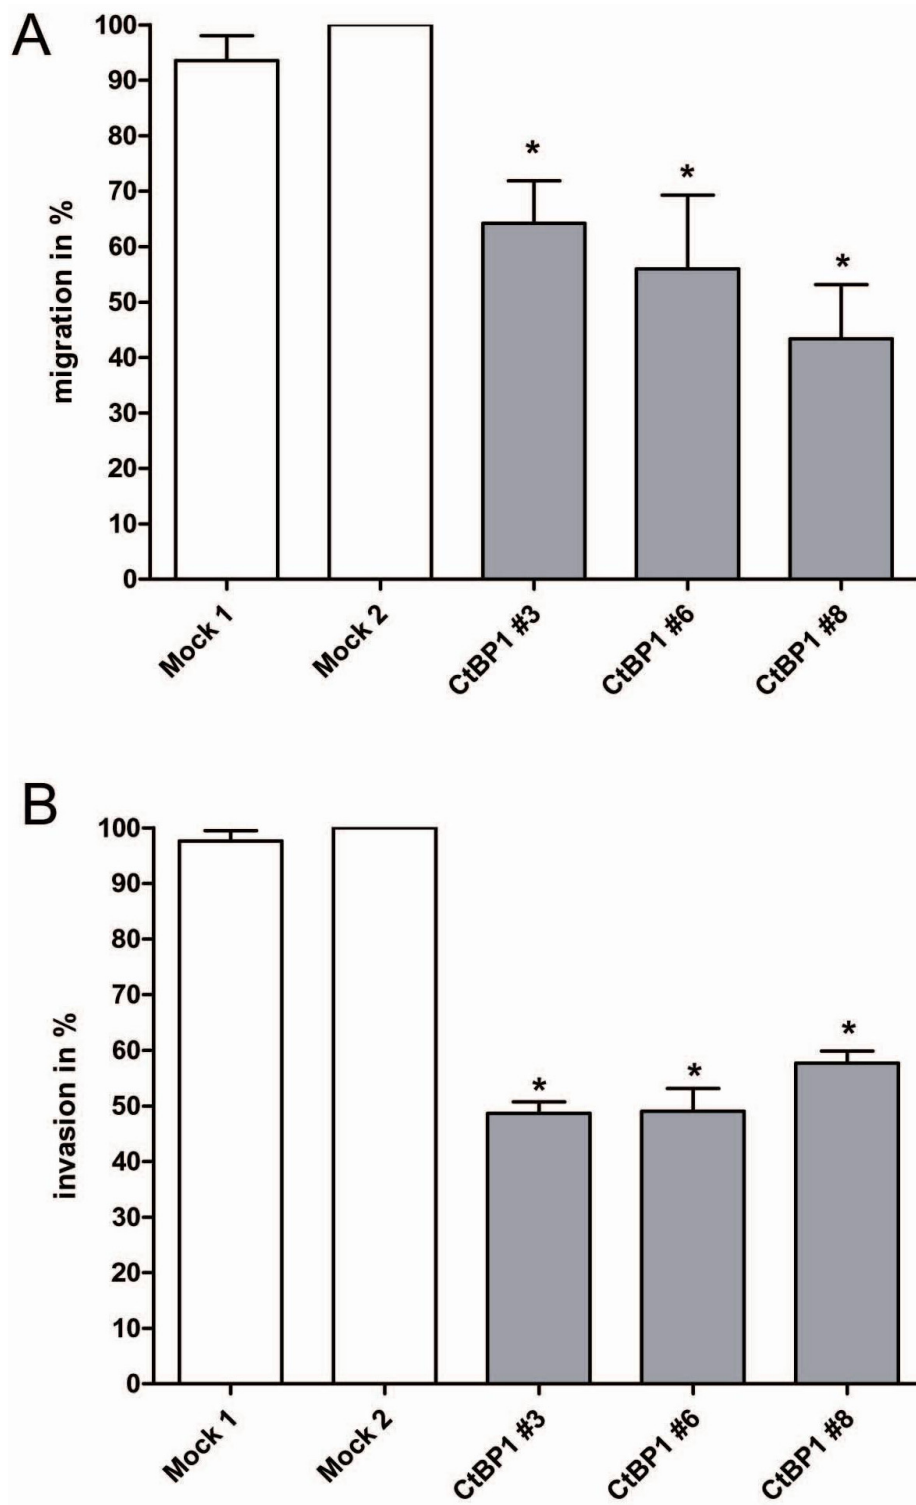 A
migration in %
100
90
80
70
60
50
40
30
20
10
0
*
*
*
Mock 1
Mock 2
CtBP1 #3
CtBP1 #6
CtBP1 #8
B
invasion in %
100
90
80
70
60
50
40
30
20
10
0
*
*
*
Mock 1
Mock 2
CtBP1 #3
CtBP1 #6
CtBP1 #8